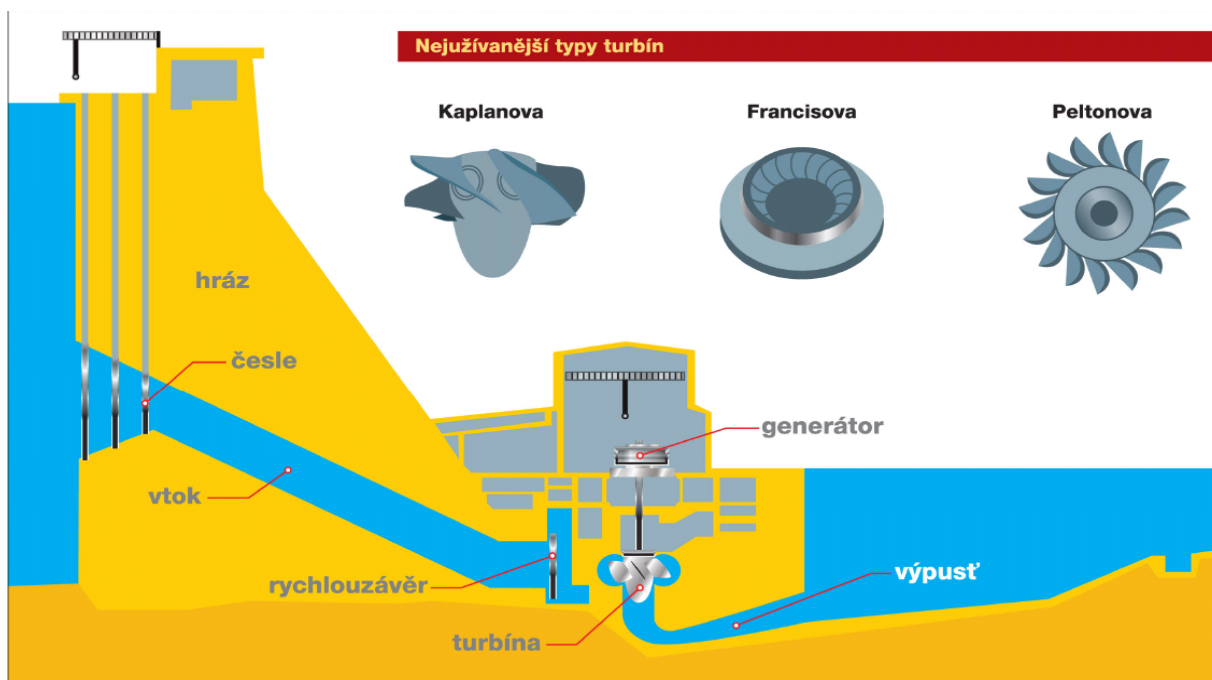 Nejužívanější typy turbín
Kaplanova
Francisova
Peltonova
hráz
česle
generátor
vtok
rychlouzávěr
výpusť
turbína